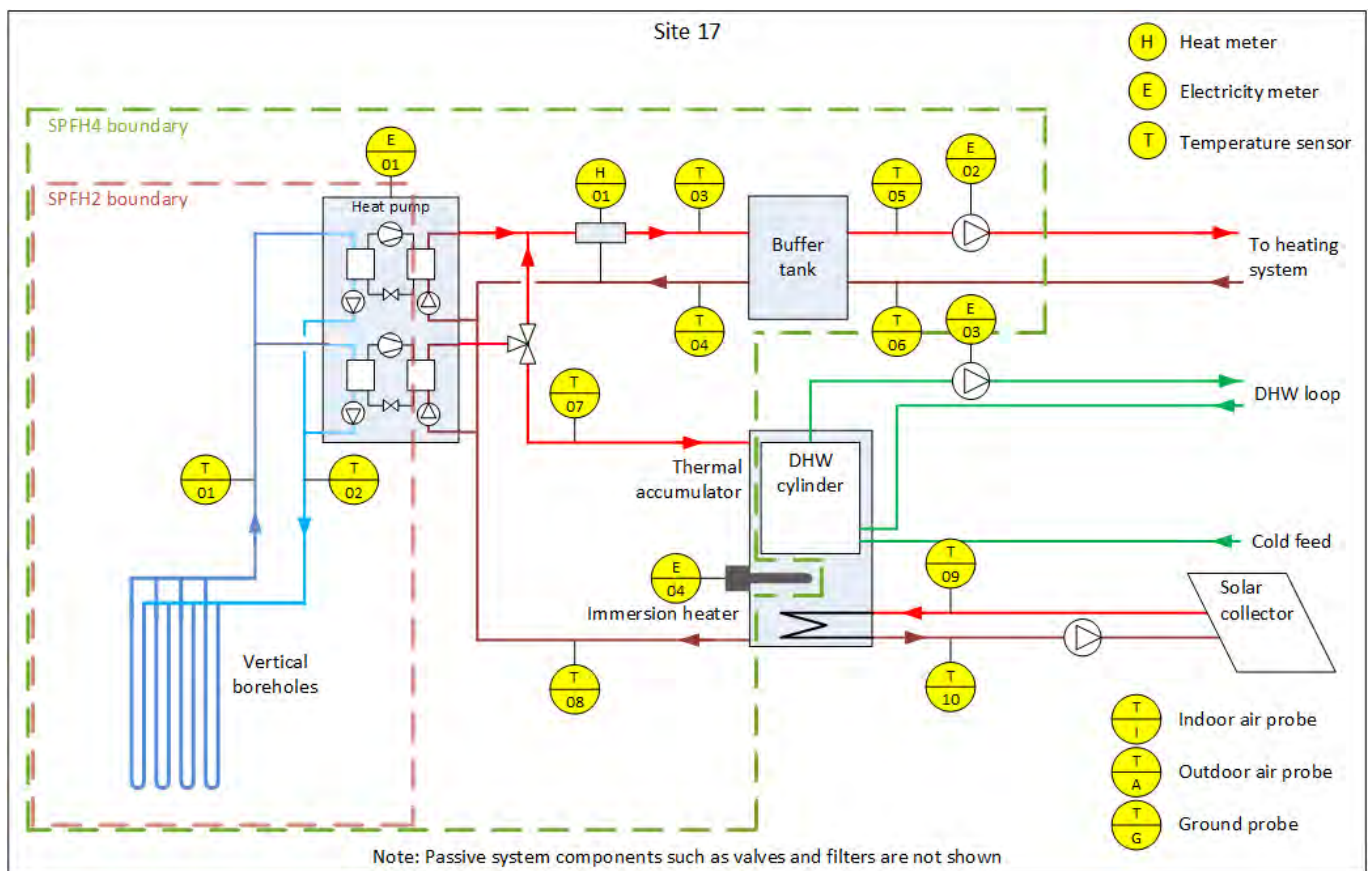 Site 17
H
Heat meter
E
Electricity meter
T
Temperature sensor
SPFH4 boundary
SPFH2 boundary
E
01
Heat pump
H
01
T
03
Buffer
tank
T
05
E
02
To heating
system
T
04
T
06
E
03
T
07
DHW loop
T
01
T
02
Thermal
accumulator
DHW
cylinder
Cold feed
E
04
Immersion heater
T
09
Solar
collector
Vertical
boreholes
T
08
T
10
T
I
Indoor air probe
T
A
Outdoor air probe
T
G
Ground probe
Note: Passive system components such as valves and filters are not shown